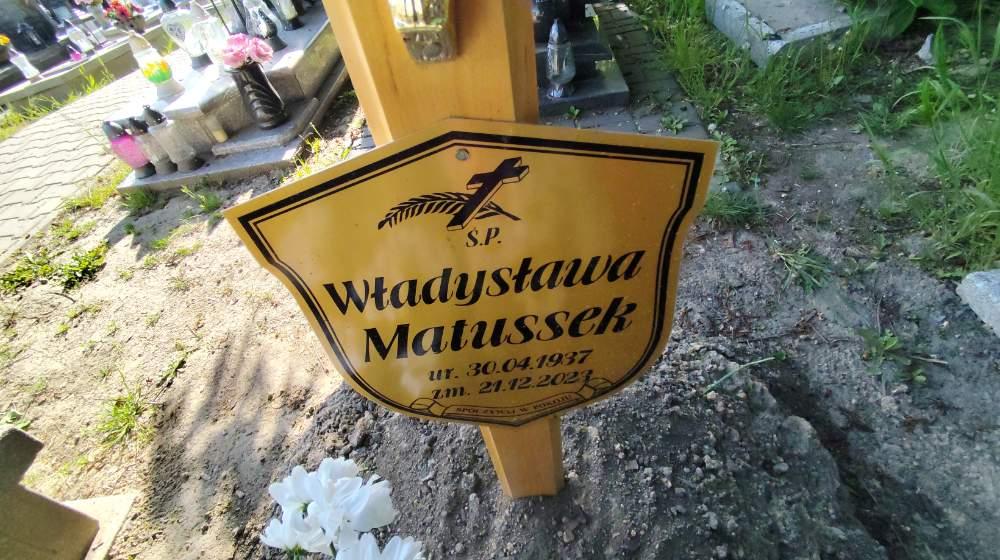 Ś.P.
Władysława
Matussek
ur. 30.04.1937
zm. 21.12.2023
SPOCZYWAJ W POKOJU